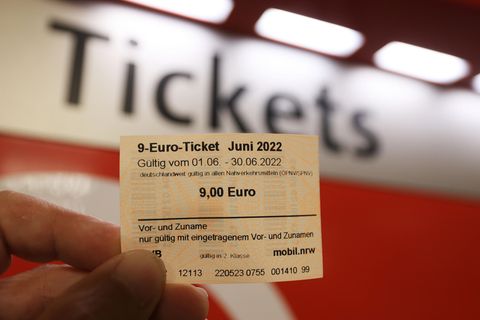 Tickets
9-Euro-Ticket Juni 2022
Gültig vom 01.06. - 30.06.2022
deutschlandweit gültig in allen Nahverkehrsmitteln (ÖPNV/SPNV)
9,00 Euro
Vor- und Zuname
nur gültig mit eingetragenem Vor- und Zunamen
gültig in 2. Klasse mobil.nrw
12113 220523 0755 001410 99